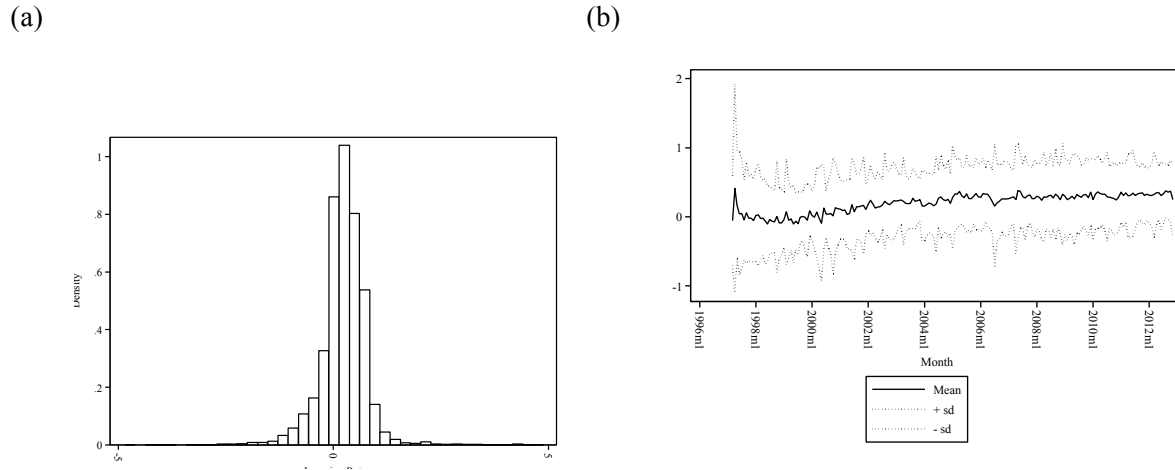 (a)
(b)
Density
1
.8
.6
.4
.2
0
-5
0
5
2
1
0
-1
1996m1
1998m1
2000m1
2002m1
2004m1
2006m1
2008m1
2010m1
2012m1
Month
Mean
+ sd
- sd